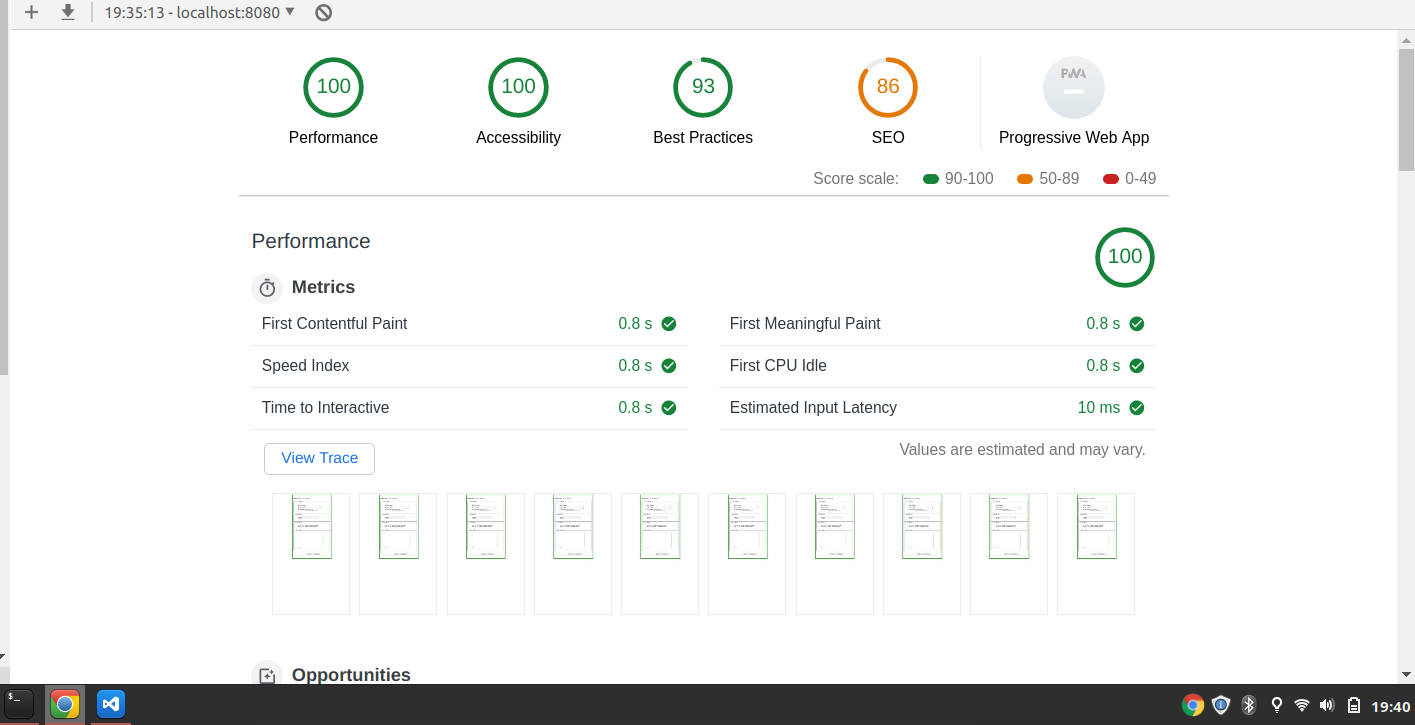 19:35:13 - localhost:8080
100
100
93
86
PWA
Performance
Accessibility
Best Practices
SEO
Progressive Web App
Score scale: 90-100 50-89 0-49
Performance
100
Metrics
First Contentful Paint 0.8 s
First Meaningful Paint 0.8 s
Speed Index 0.8 s
First CPU Idle 0.8 s
Time to Interactive 0.8 s
Estimated Input Latency 10 ms
View Trace
Values are estimated and may vary.
Opportunities
$_
19:40